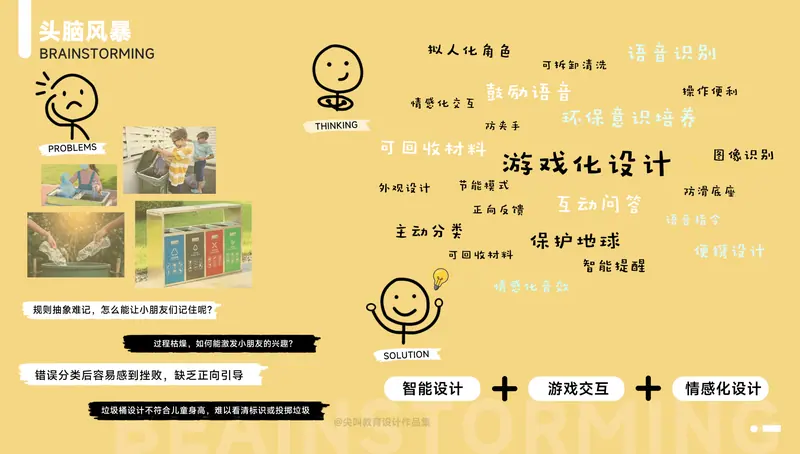 头脑风暴
BRAINSTORMING
PROBLEMS
规则抽象难记，怎么能让小朋友们记住呢？
过程枯燥，如何能激发小朋友的兴趣？
错误分类后容易感到挫败，缺乏正向引导
垃圾桶设计不符合儿童身高，难以看清标识或投掷垃圾
THINKING
拟人化角色
可拆卸清洗
语音识别
情感化交互
鼓励语音
操作便利
防夹手
环保意识培养
可回收材料
游戏化设计
图像识别
外观设计
节能模式
互动问答
防滑底座
正向反馈
语音指令
主动分类
保护地球
便携设计
可回收材料
智能提醒
情感化音效
SOLUTION
智能设计
+
游戏交互
+
情感化设计
@尖叫教育设计作品集
BRAINSTORMING